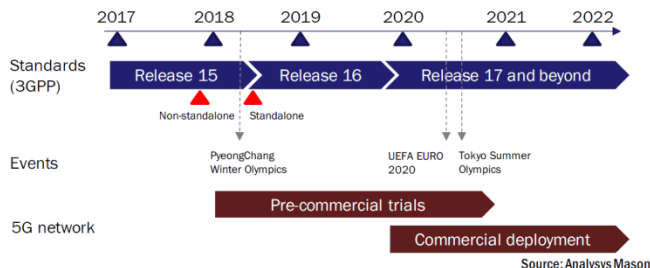 2017 2018 2019 2020 2021 2022
Standards
(3GPP)
Release 15 Release 16 Release 17 and beyond
Non-standalone Standalone
Events
PyeongChang
Winter Olympics
UEFA EURO
2020
Tokyo Summer
Olympics
5G network
Pre-commercial trials
Commercial deployment
Source: Analysys Mason